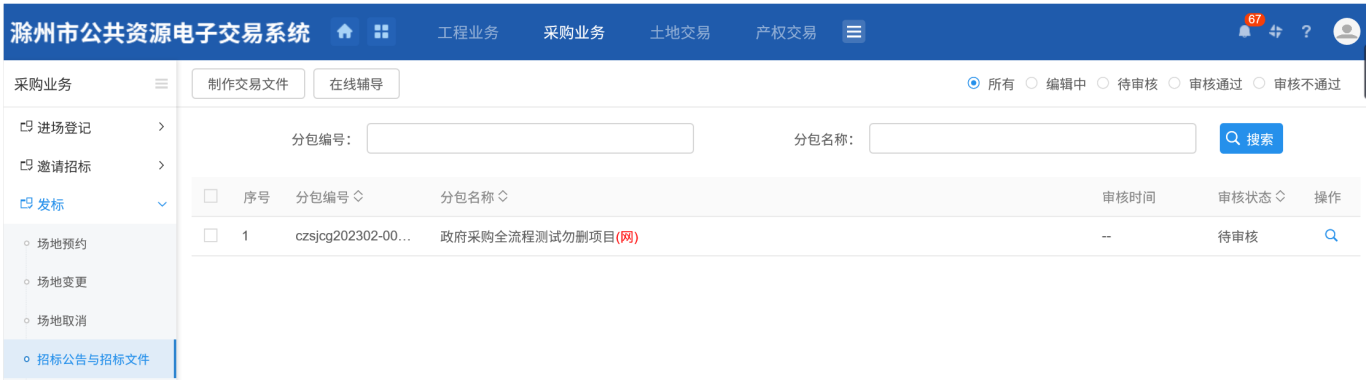 滁州市公共资源电子交易系统 工程业务 采购业务 土地交易 产权交易 67 ?
采购业务 制作交易文件 在线辅导 所有 编辑中 待审核 审核通过 审核不通过
进场登记
分包编号： 分包名称： 搜索
邀请招标
发标 序号 分包编号 分包名称 审核时间 审核状态 操作
场地预约 1 czsjcg202302-00... 政府采购全流程测试勿删项目(网) -- 待审核
场地变更
场地取消
招标公告与招标文件